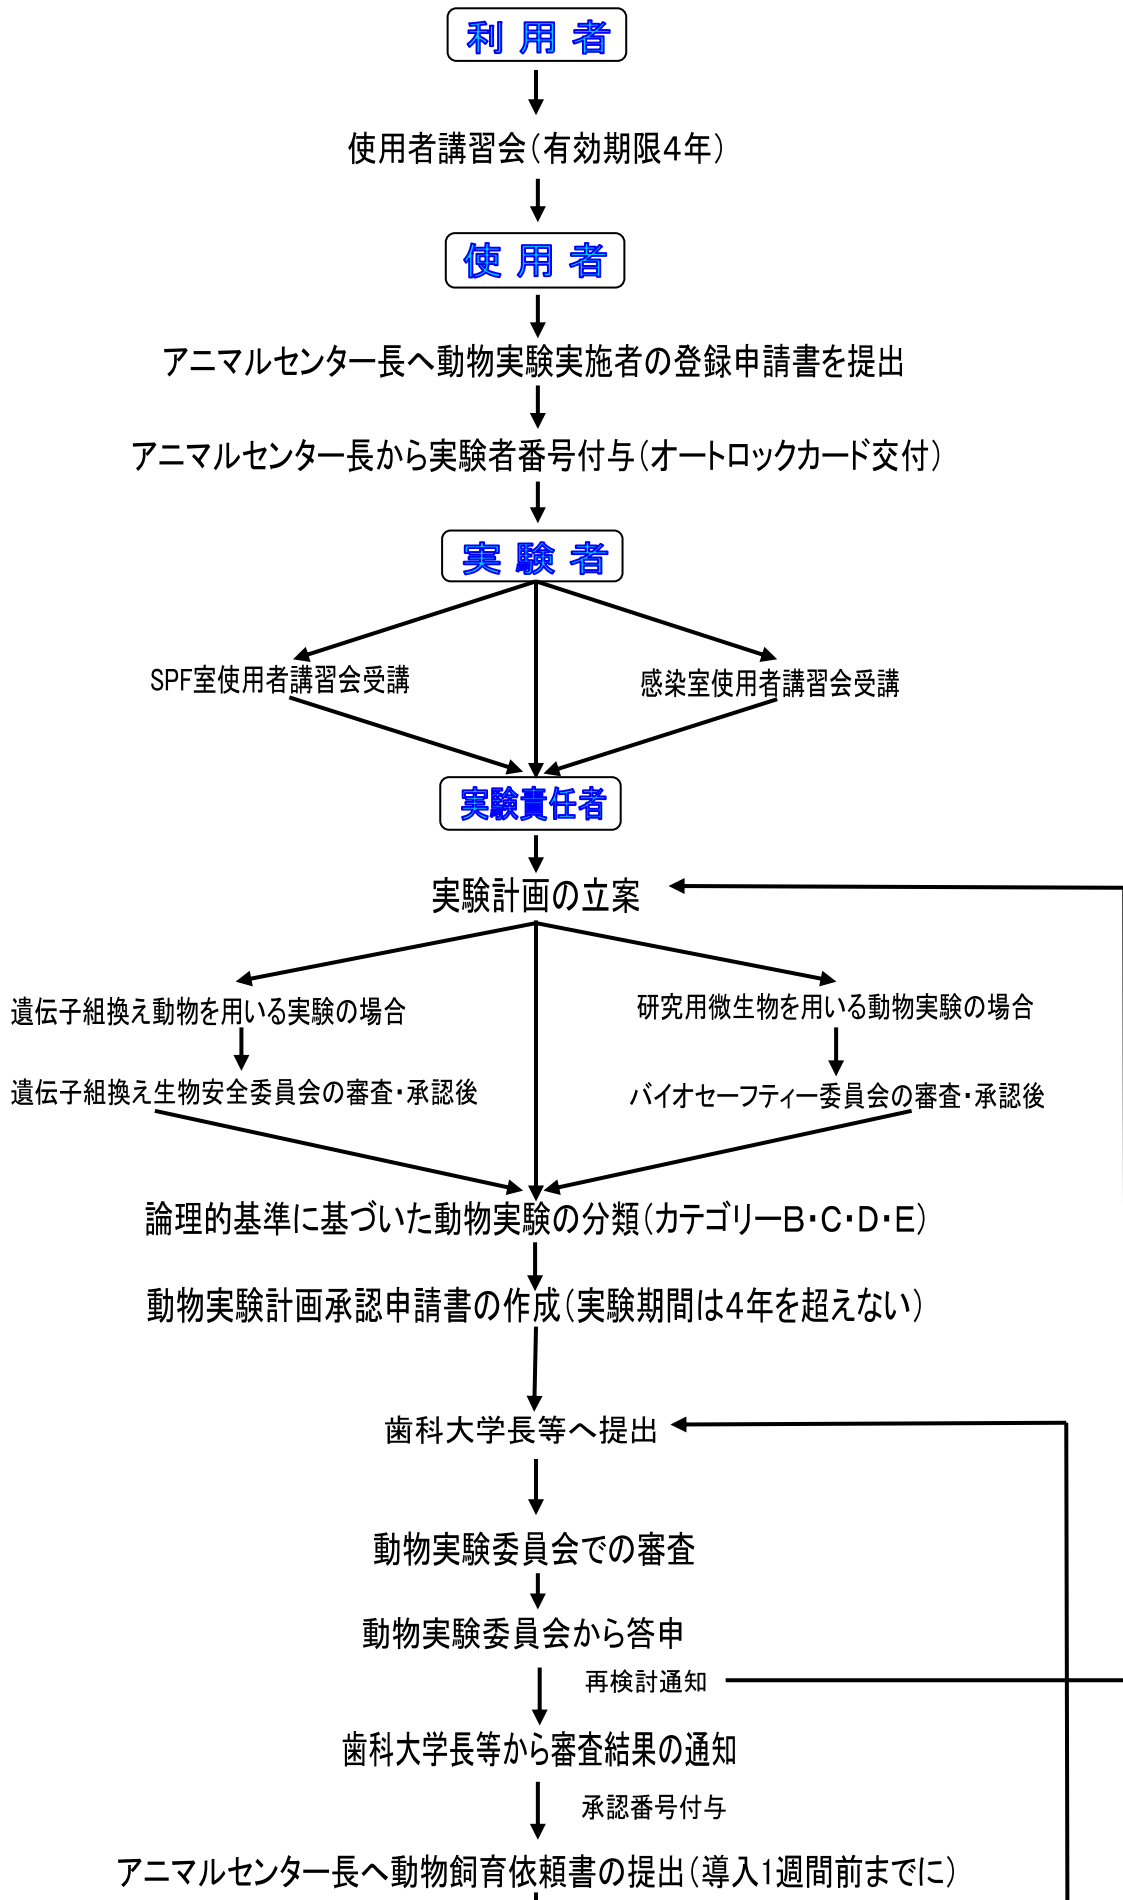 利用者
使用者講習会（有効期限4年）
使用者
アニマルセンター長へ動物実験実施者の登録申請書を提出
アニマルセンター長から実験者番号付与（オートロックカード交付）
実験者
SPF室使用者講習会受講
感染室使用者講習会受講
実験責任者
実験計画の立案
遺伝子組換え動物を用いる実験の場合
研究用微生物を用いる動物実験の場合
遺伝子組換え生物安全委員会の審査・承認後
バイオセーフティー委員会の審査・承認後
論理的基準に基づいた動物実験の分類（カテゴリーB・C・D・E）
動物実験計画承認申請書の作成（実験期間は4年を超えない）
歯科大学長等へ提出
動物実験委員会での審査
動物実験委員会から答申
再検討通知
歯科大学長等から審査結果の通知
承認番号付与
アニマルセンター長へ動物飼育依頼書の提出（導入1週間前までに）